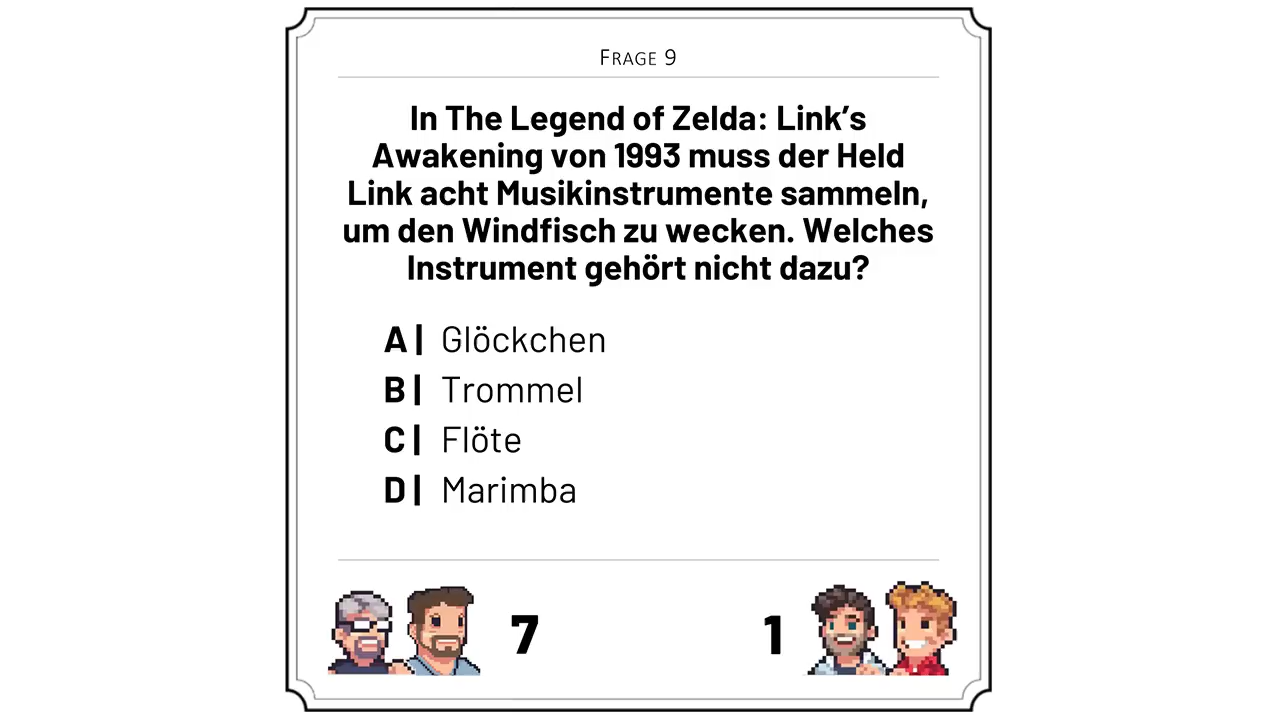 FRAGE 9
In The Legend of Zelda: Link’s
Awakening von 1993 muss der Held
Link acht Musikinstrumente sammeln,
um den Windfisch zu wecken. Welches
Instrument gehört nicht dazu?
A| Glöckchen
B| Trommel
C| Flöte
D| Marimba
7 1